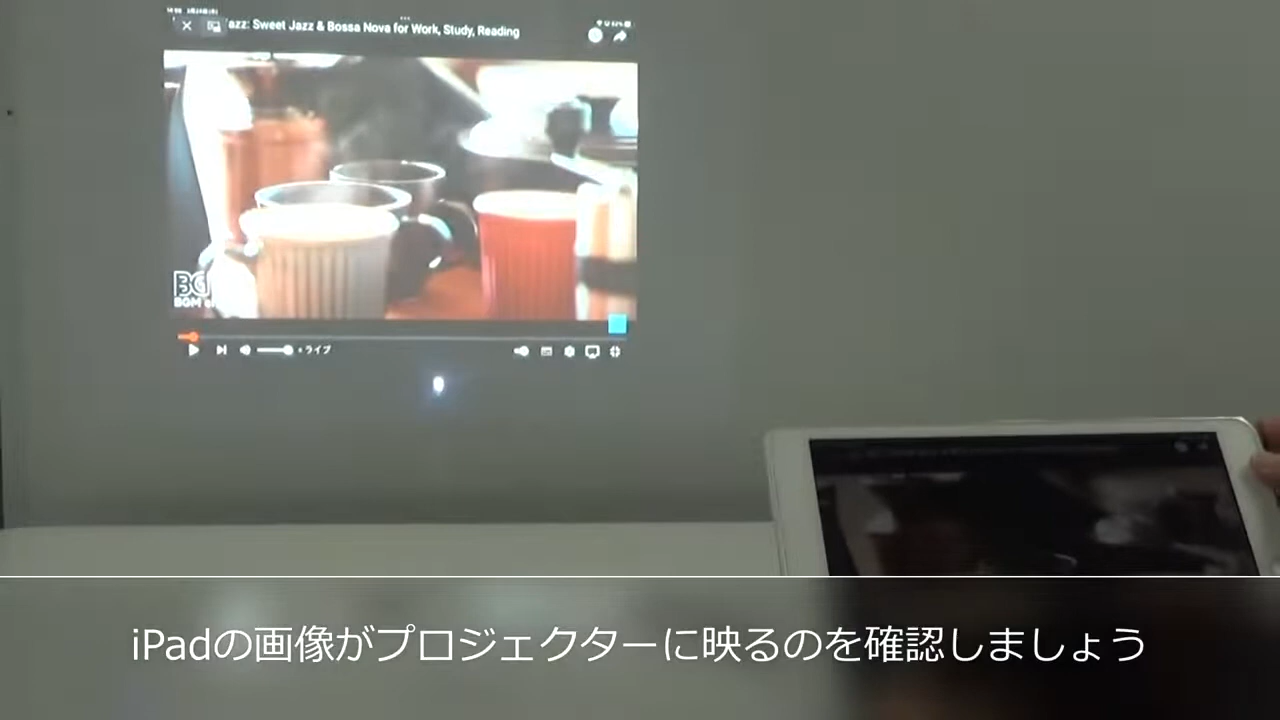 azz: Sweet Jazz & Bossa Nova for Work, Study, Reading
BG
BGM
ライブ
iPadの画像がプロジェクターに映るのを確認しましょう